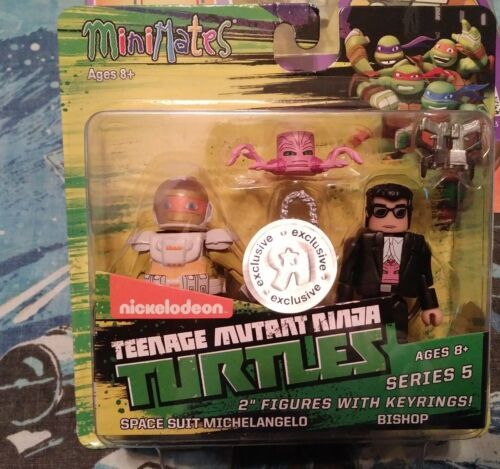 MiniMates
Ages 8+
exclusive exclusive
R
exclusive exclusive
nickelodeon
TEENAGE MUTANT NINJA
TURTLES
AGES 8+
SERIES 5
2" FIGURES WITH KEYRINGS!
SPACE SUIT MICHELANGELO
BISHOP